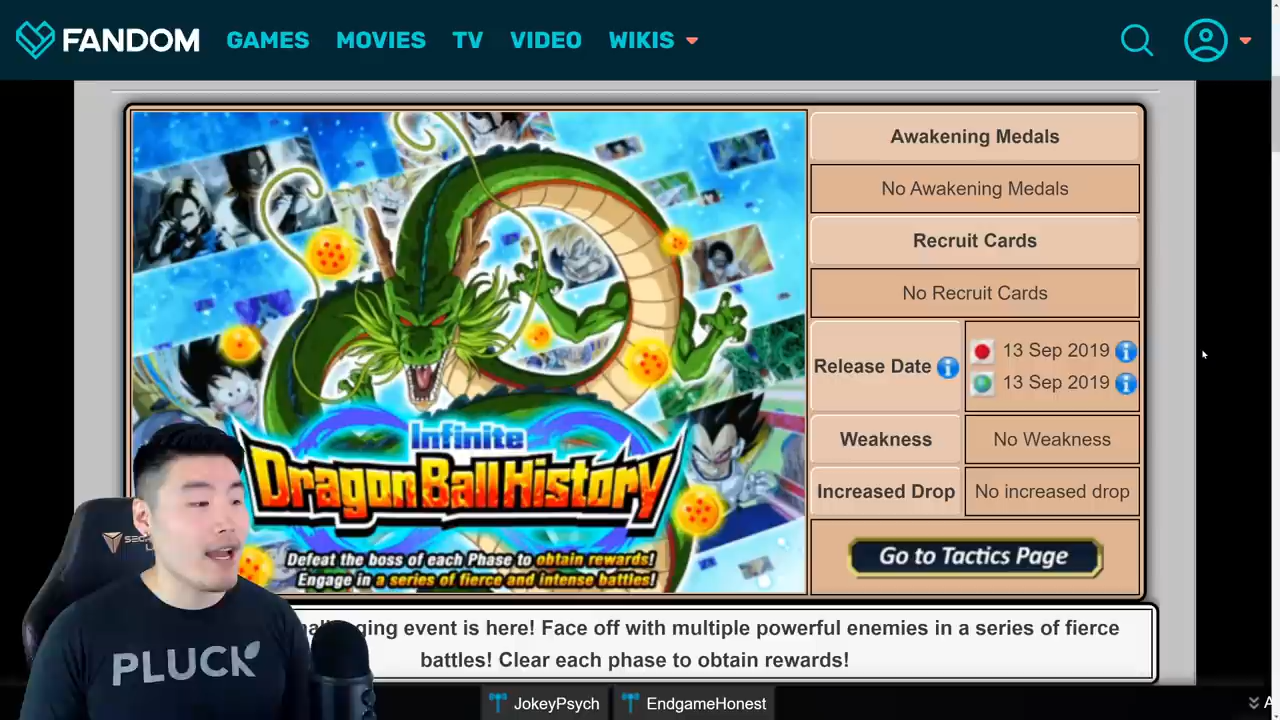 FANDOM GAMES MOVIES TV VIDEO WIKIS
Awakening Medals
No Awakening Medals
Recruit Cards
No Recruit Cards
Release Date
13 Sep 2019
13 Sep 2019
Weakness
No Weakness
Increased Drop
No increased drop
Go to Tactics Page
Infinite
Dragon Ball History
Defeat the boss of each Phase to obtain rewards!
Engage in a series of fierce and intense battles!
event is here! Face off with multiple powerful enemies in a series of fierce
battles! Clear each phase to obtain rewards!
PLUCK
JokeyPsych
EndgameHonest